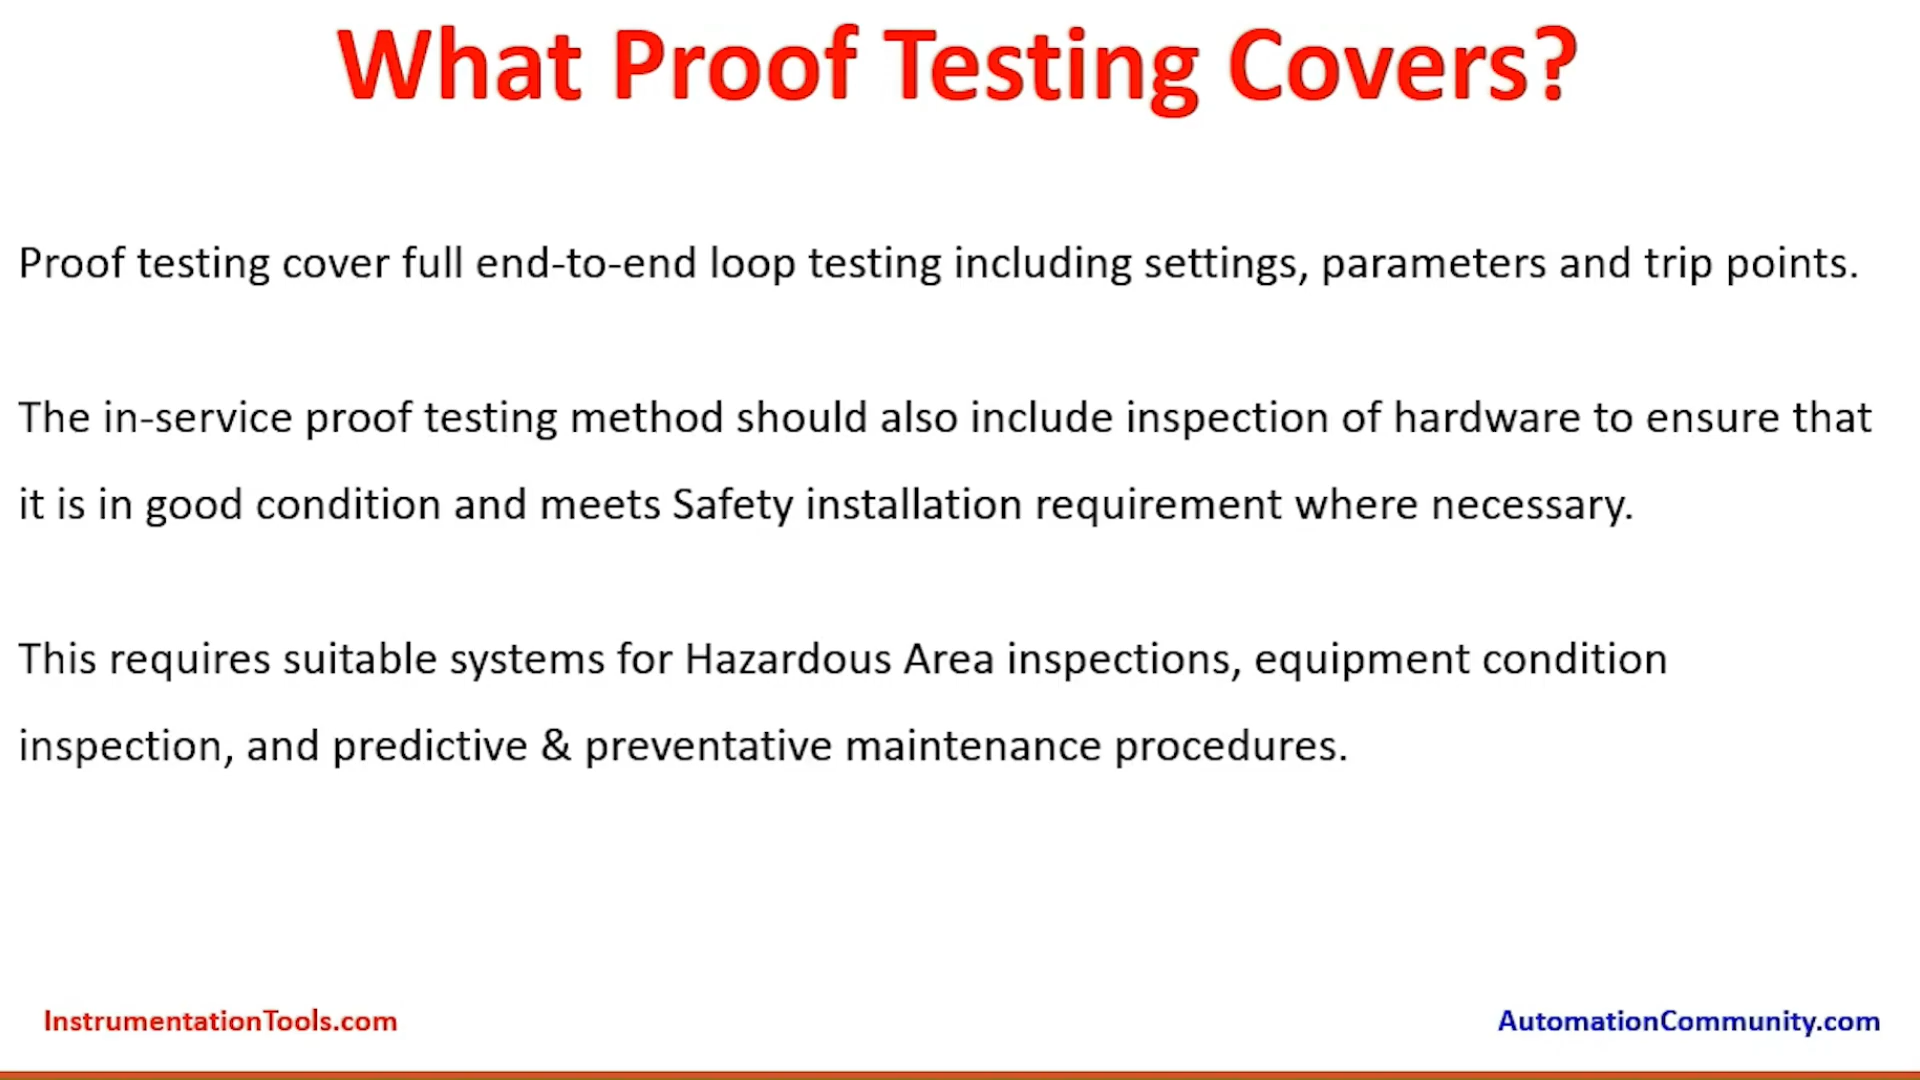 What Proof Testing Covers?
Proof testing cover full end-to-end loop testing including settings, parameters and trip points.
The in-service proof testing method should also include inspection of hardware to ensure that
it is in good condition and meets Safety installation requirement where necessary.
This requires suitable systems for Hazardous Area inspections, equipment condition
inspection, and predictive & preventative maintenance procedures.
InstrumentationTools.com
AutomationCommunity.com